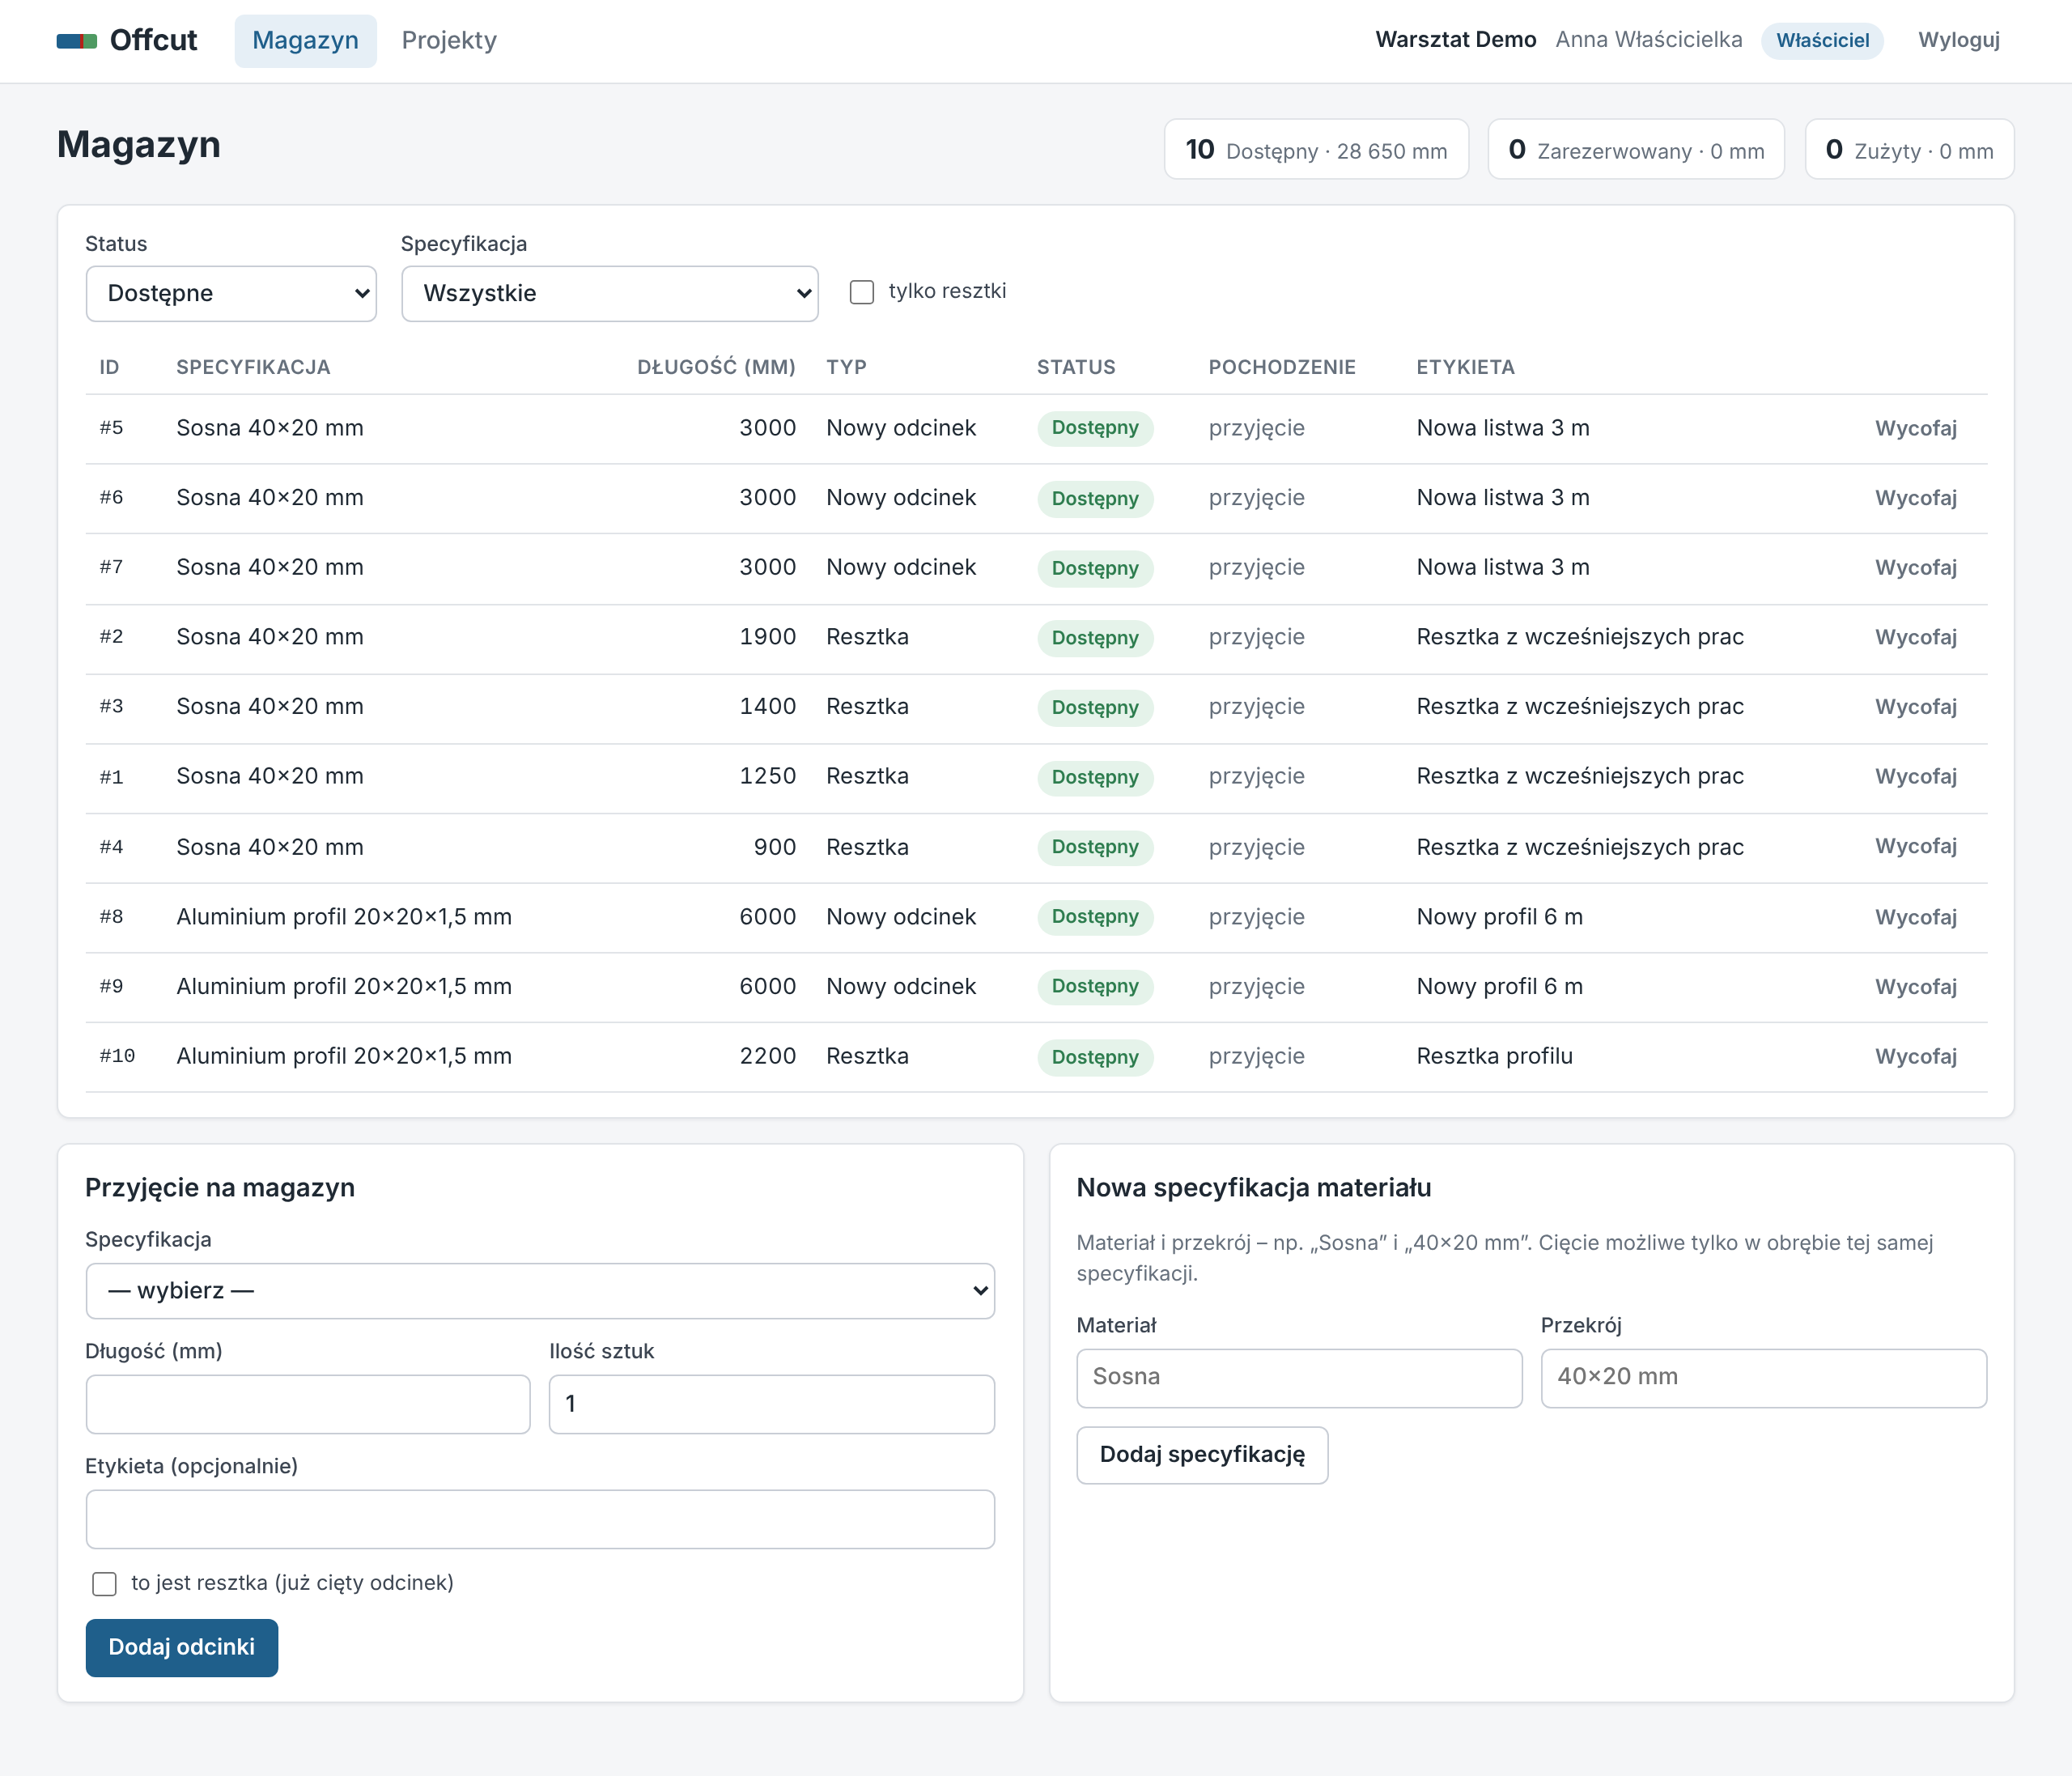 Offcut Magazyn Projekty Warsztat Demo Anna Właścicielka Właściciel Wyloguj
Magazyn 10 Dostępny · 28 650 mm 0 Zarezerwowany · 0 mm 0 Zużyty · 0 mm
Status Specyfikacja
Dostępne Wszystkie tylko resztki
ID SPECYFIKACJA DŁUGOŚĆ (MM) TYP STATUS POCHODZENIE ETYKIETA
#5 Sosna 40×20 mm 3000 Nowy odcinek Dostępny przyjęcie Nowa listwa 3 m Wycofaj
#6 Sosna 40×20 mm 3000 Nowy odcinek Dostępny przyjęcie Nowa listwa 3 m Wycofaj
#7 Sosna 40×20 mm 3000 Nowy odcinek Dostępny przyjęcie Nowa listwa 3 m Wycofaj
#2 Sosna 40×20 mm 1900 Resztka Dostępny przyjęcie Resztka z wcześniejszych prac Wycofaj
#3 Sosna 40×20 mm 1400 Resztka Dostępny przyjęcie Resztka z wcześniejszych prac Wycofaj
#1 Sosna 40×20 mm 1250 Resztka Dostępny przyjęcie Resztka z wcześniejszych prac Wycofaj
#4 Sosna 40×20 mm 900 Resztka Dostępny przyjęcie Resztka z wcześniejszych prac Wycofaj
#8 Aluminium profil 20×20×1,5 mm 6000 Nowy odcinek Dostępny przyjęcie Nowy profil 6 m Wycofaj
#9 Aluminium profil 20×20×1,5 mm 6000 Nowy odcinek Dostępny przyjęcie Nowy profil 6 m Wycofaj
#10 Aluminium profil 20×20×1,5 mm 2200 Resztka Dostępny przyjęcie Resztka profilu Wycofaj
Przyjęcie na magazyn
Specyfikacja
— wybierz —
Długość (mm) Ilość sztuk
1
Etykieta (opcjonalnie)
to jest resztka (już cięty odcinek)
Dodaj odcinki
Nowa specyfikacja materiału
Materiał i przekrój – np. „Sosna” i „40×20 mm”. Cięcie możliwe tylko w obrębie tej samej
specyfikacji.
Materiał Przekrój
Sosna 40×20 mm
Dodaj specyfikację